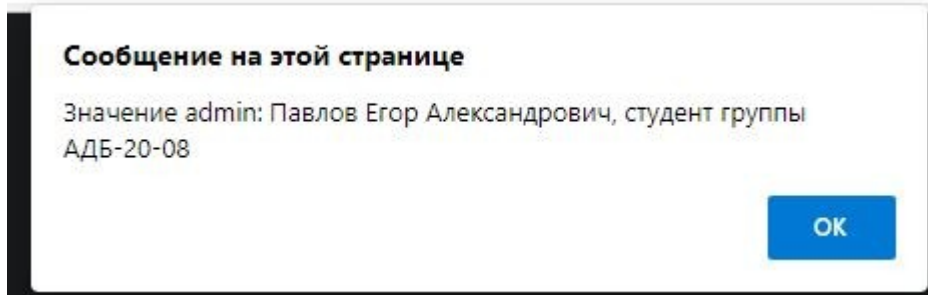 Сообщение на этой странице
Значение admin: Павлов Егор Александрович, студент группы
АДБ-20-08
ОК